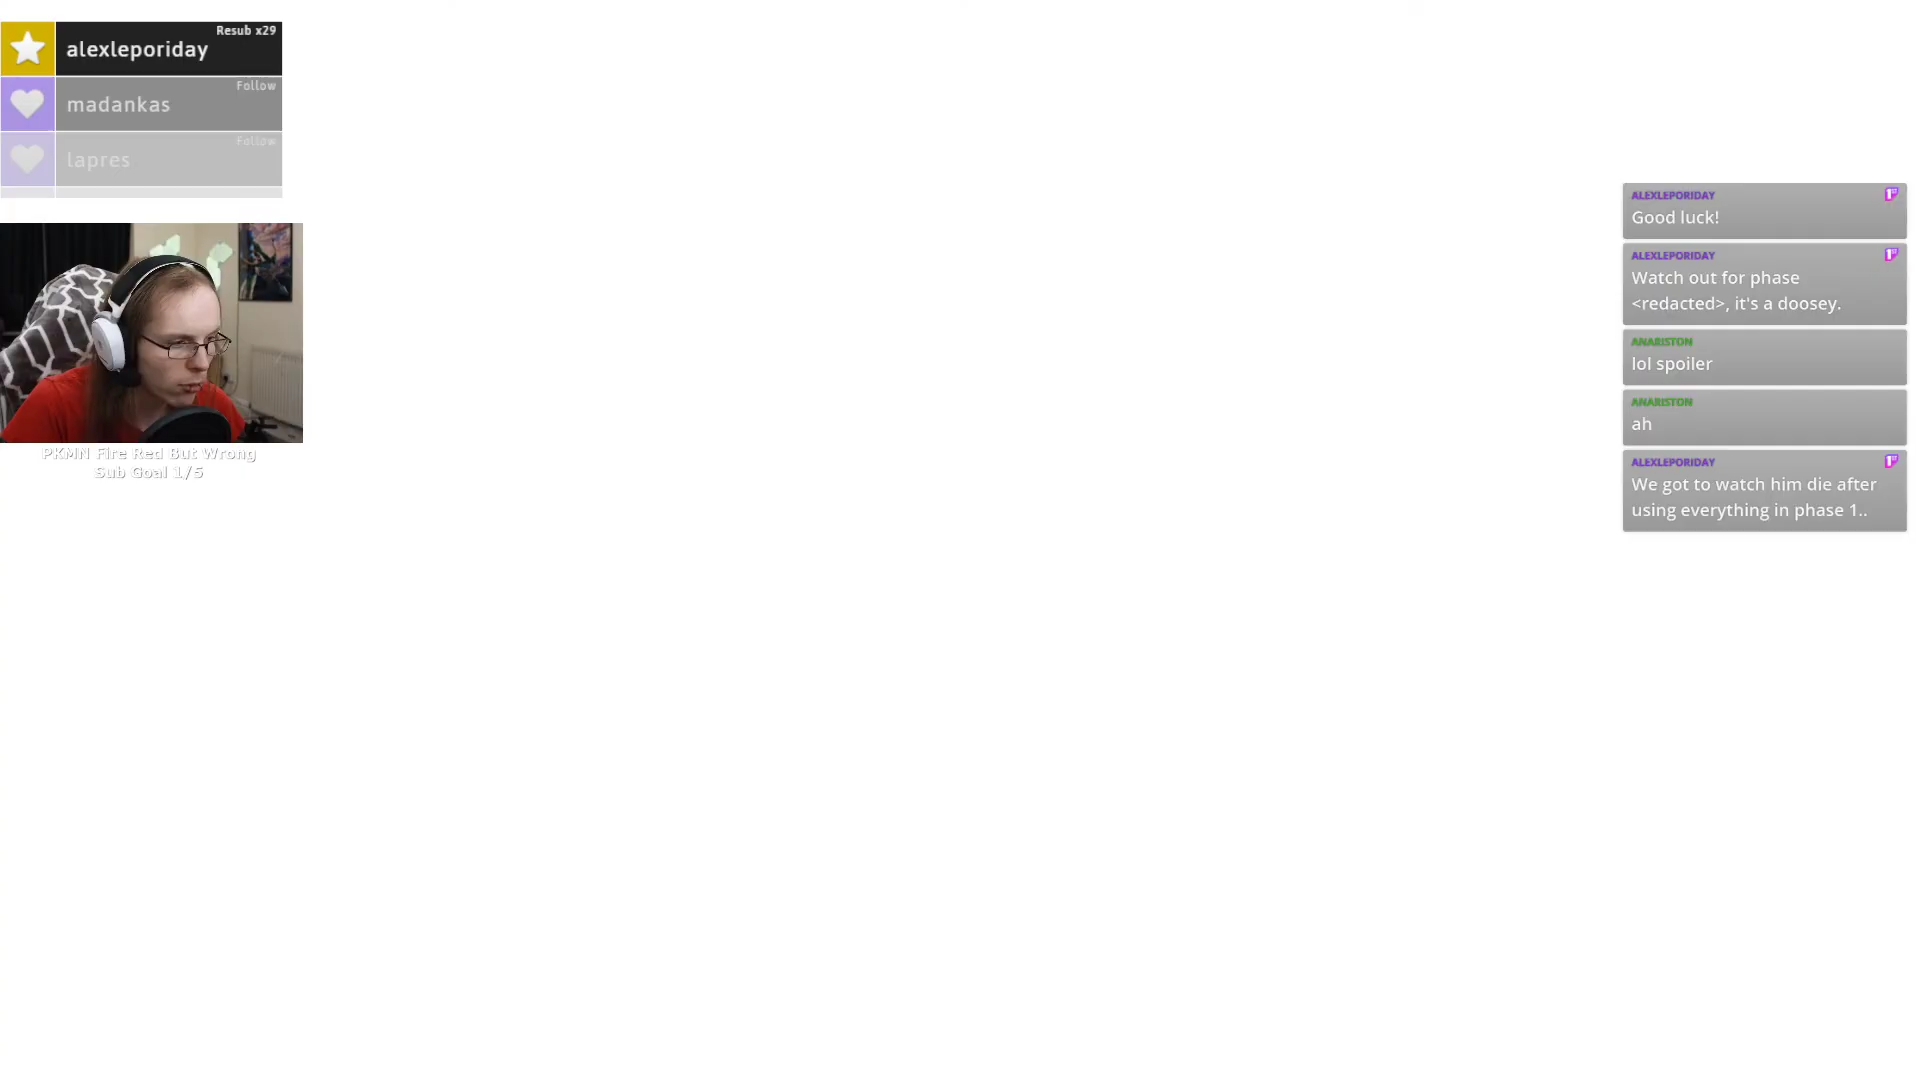 Resub x29
alexleporiday
Follow
madankas
Follow
lapres
PKMN Fire Red But Wrong
Sub Goal 1/5
ALEXLEPORIDAY
Good luck!
ALEXLEPORIDAY
Watch out for phase
<redacted>, it's a doosey.
ANARISTON
lol spoiler
ANARISTON
ah
ALEXLEPORIDAY
We got to watch him die after
using everything in phase 1..